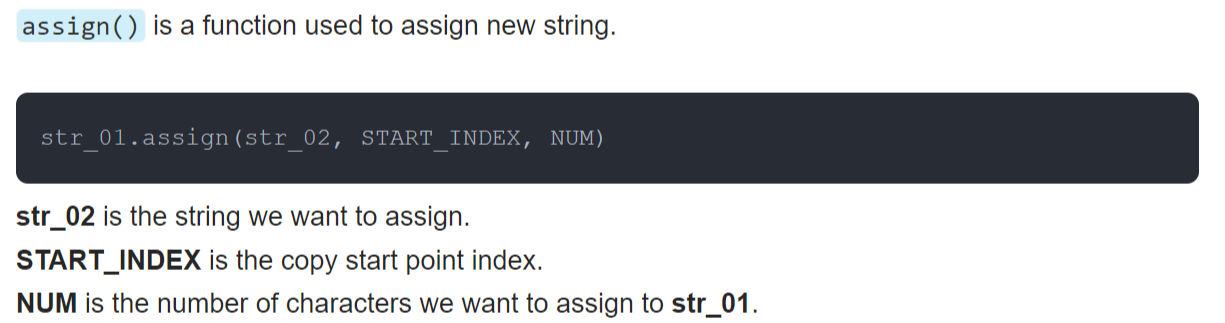 assign() is a function used to assign new string.
str_01.assign(str_02, START_INDEX, NUM)
str_02 is the string we want to assign.
START_INDEX is the copy start point index.
NUM is the number of characters we want to assign to str_01.